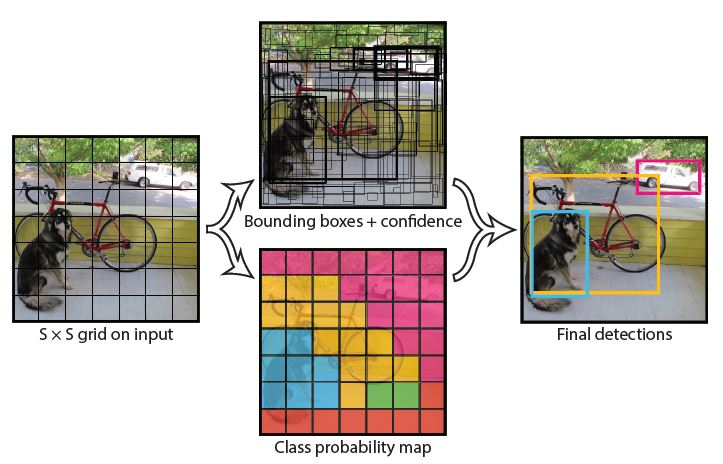 Bounding boxes + confidence
S × S grid on input
Final detections
Class probability map